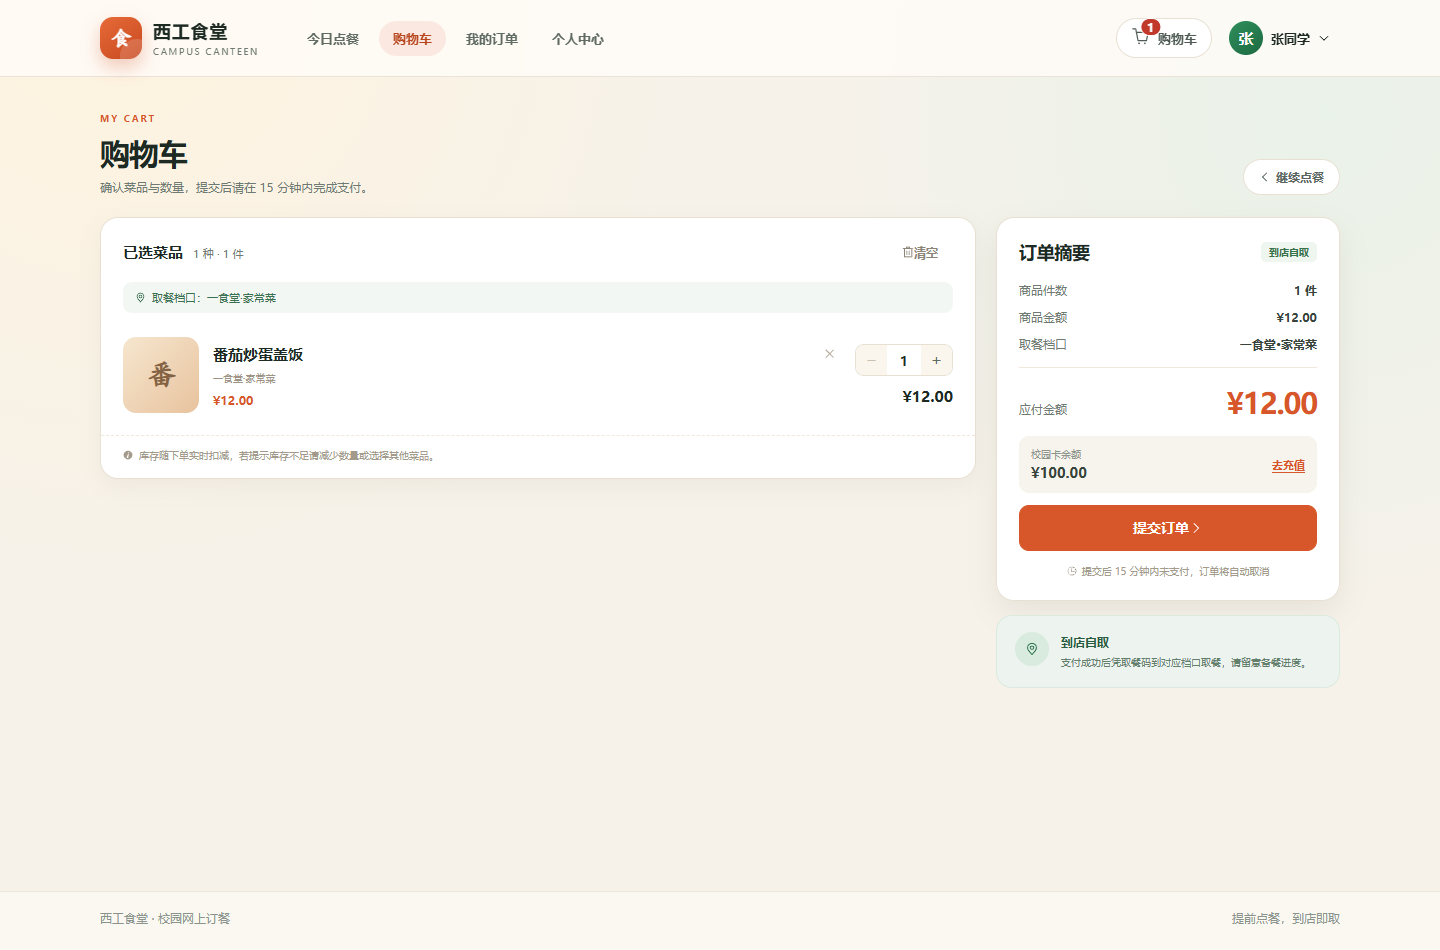 食
西工食堂
CAMPUS CANTEEN
今日点餐
购物车
我的订单
个人中心
1
购物车
张
张同学
MY CART
购物车
确认菜品与数量，提交后请在 15 分钟内完成支付。
继续点餐
已选菜品 1 种 · 1 件
清空
取餐档口：一食堂·家常菜
番
番茄炒蛋盖饭
一食堂·家常菜
¥12.00
− 1 +
¥12.00
库存随下单实时扣减，若提示库存不足请减少数量或选择其他菜品。
订单摘要
到店自取
商品件数 1 件
商品金额 ¥12.00
取餐档口 一食堂•家常菜
应付金额 ¥12.00
校园卡余额
¥100.00
去充值
提交订单
提交后 15 分钟内未支付，订单将自动取消
到店自取
支付成功后凭取餐码到对应档口取餐，请留意备餐进度。
西工食堂 · 校园网上订餐
提前点餐，到店即取